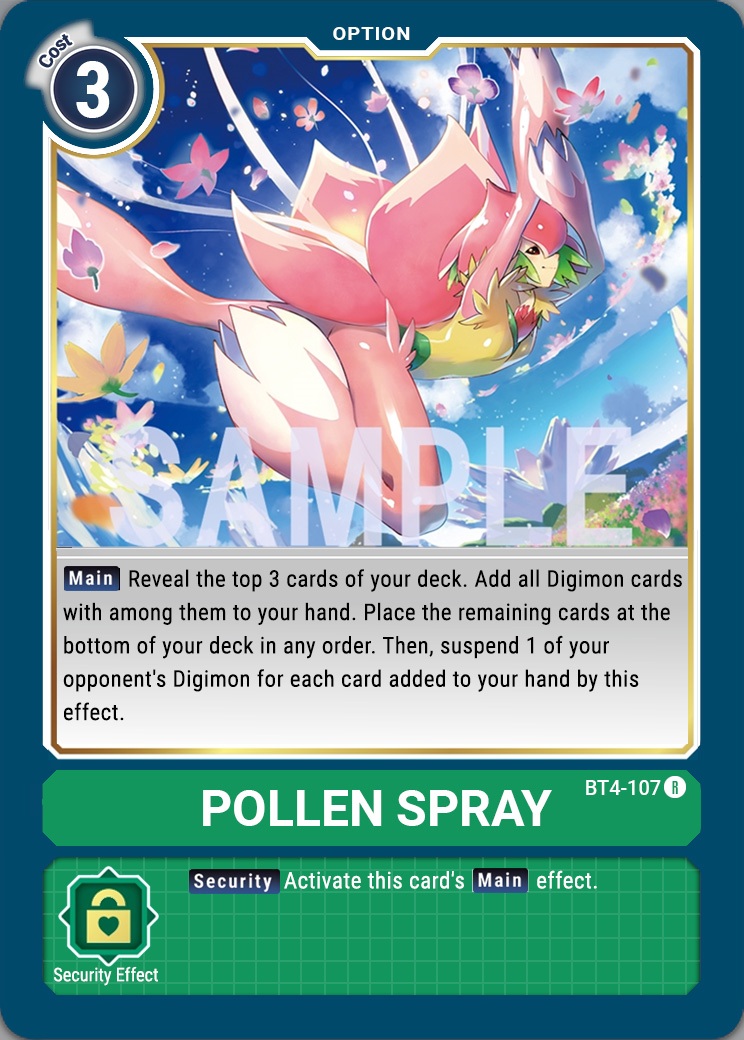 OPTION
Cost
3
SAMPLE
Main Reveal the top 3 cards of your deck. Add all Digimon cards
with among them to your hand. Place the remaining cards at the
bottom of your deck in any order. Then, suspend 1 of your
opponent's Digimon for each card added to your hand by this
effect.
BT4-107 R
POLLEN SPRAY
Security Activate this card's Main effect.
Security Effect